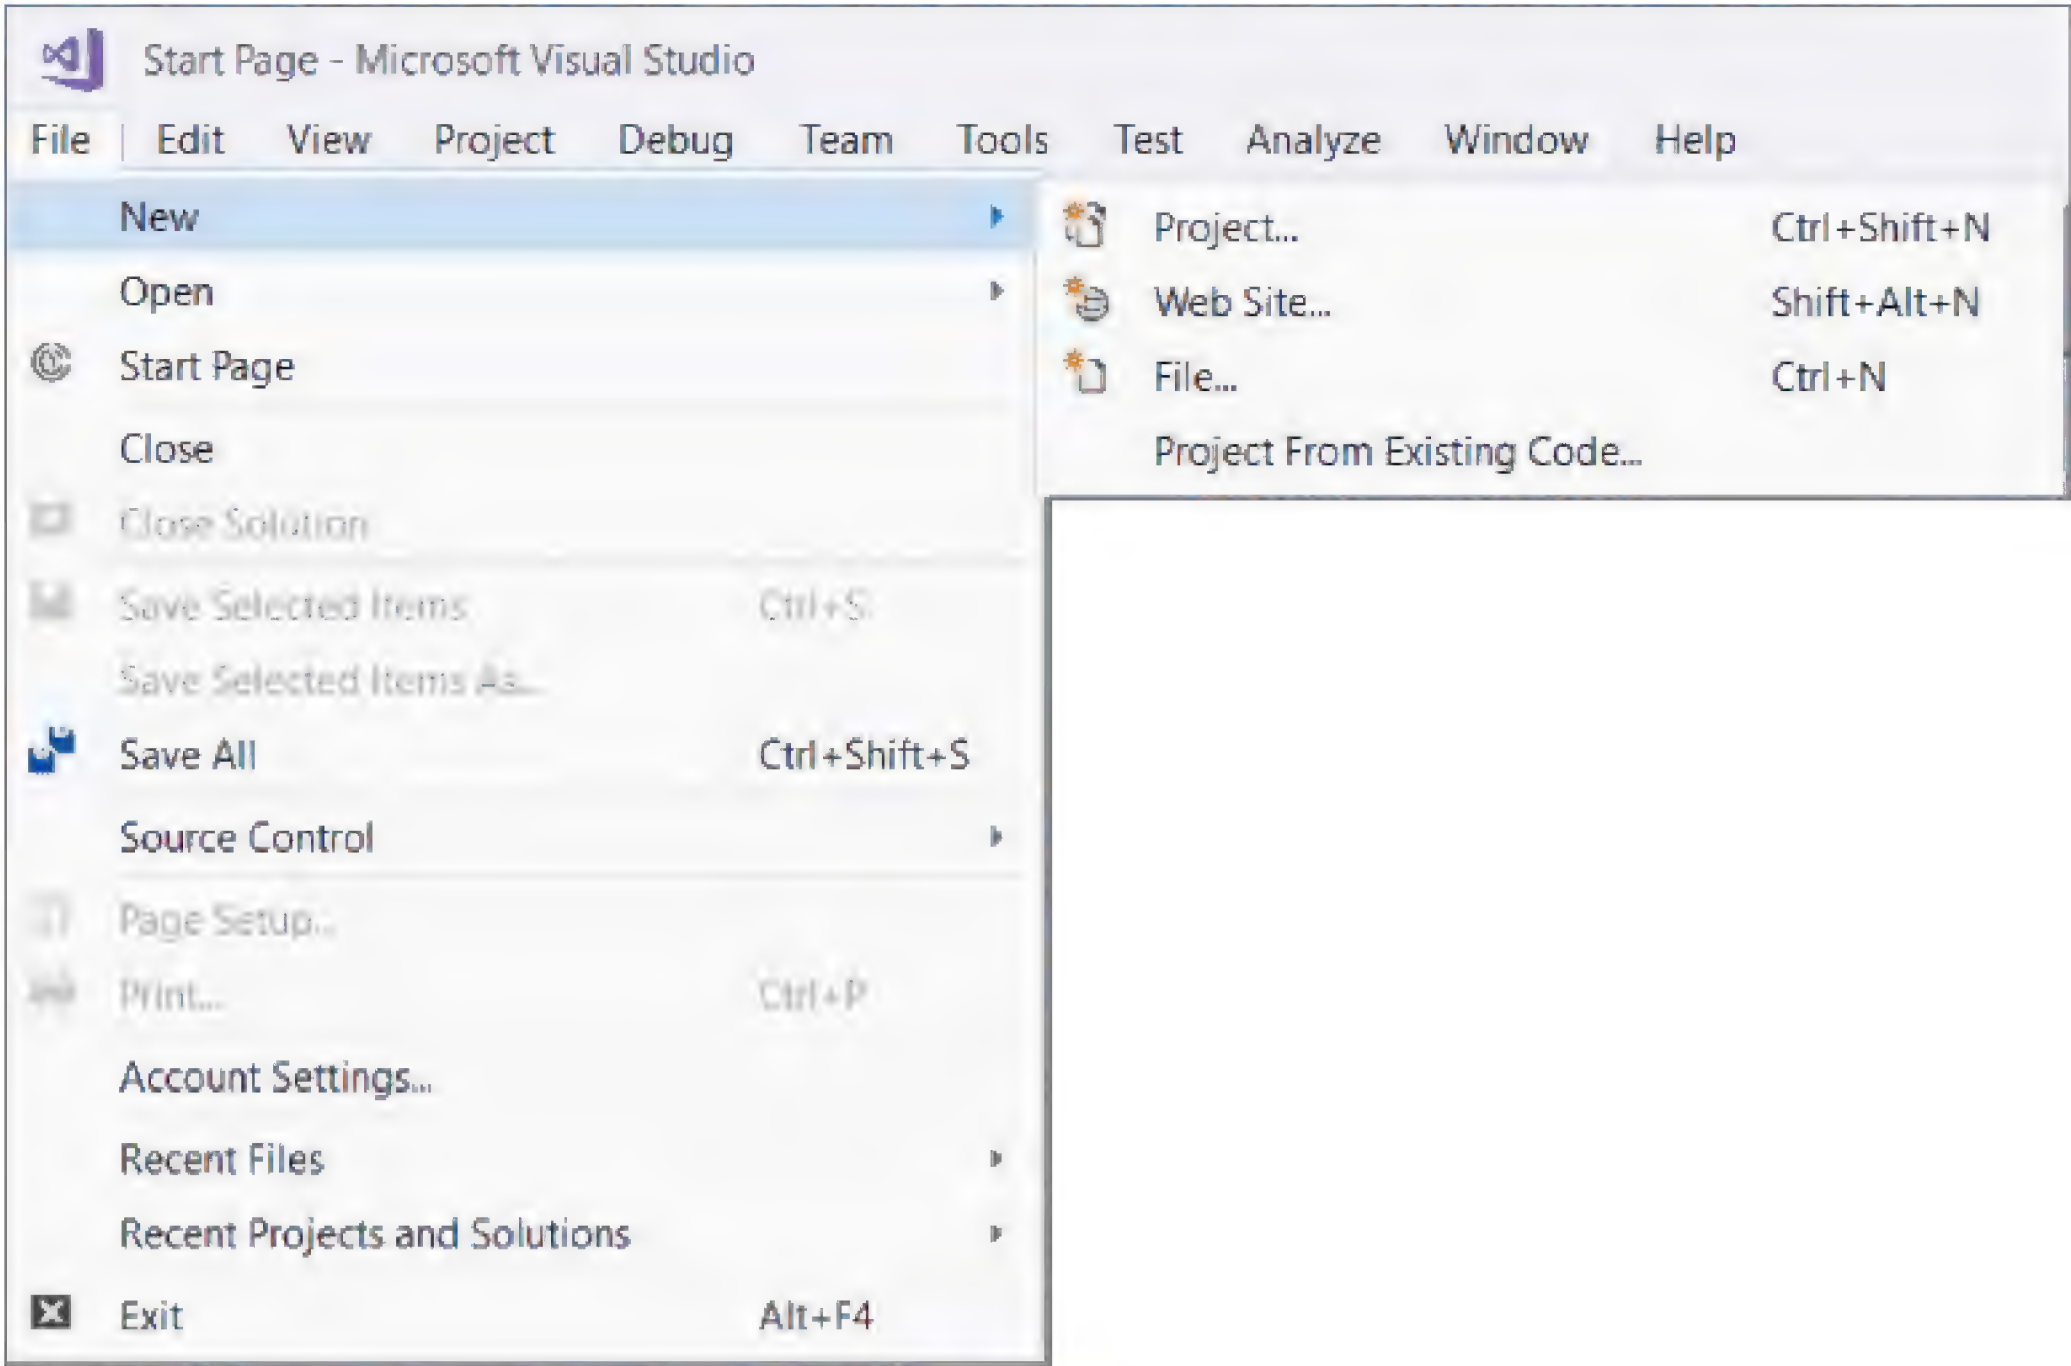 Start Page - Microsoft Visual Studio
File Edit View Project Debug Team Tools Test Analyze Window Help
New
Open
Start Page
Close
Close Solution
Save Selected Items Ctrl+S
Save Selected Items As...
Save All Ctrl+Shift+S
Source Control
Page Setup...
Print... Ctrl+P
Account Settings...
Recent Files
Recent Projects and Solutions
Exit Alt+F4
Project... Ctrl+Shift+N
Web Site... Shift+Alt+N
File... Ctrl+N
Project From Existing Code...